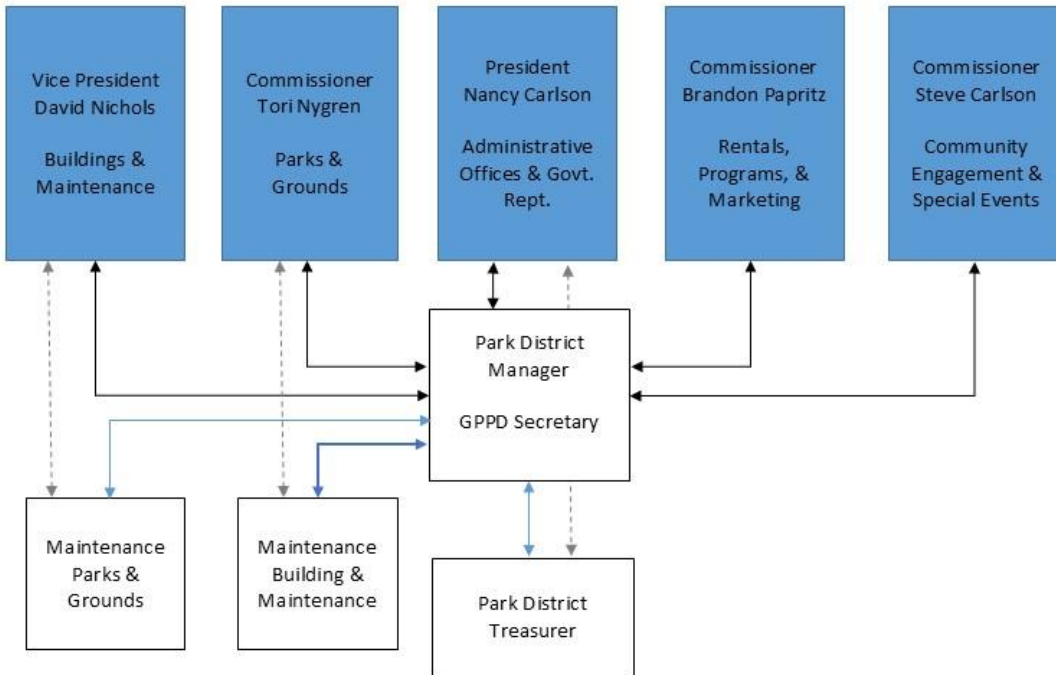 Vice President
David Nichols
Buildings &
Maintenance
Commissioner
Tori Nygren
Parks &
Grounds
President
Nancy Carlson
Administrative
Offices & Govt.
Rept.
Commissioner
Brandon Papritz
Rentals,
Programs, &
Marketing
Commissioner
Steve Carlson
Community
Engagement &
Special Events
Park District
Manager
GPPD Secretary
Maintenance
Parks &
Grounds
Maintenance
Building &
Maintenance
Park District
Treasurer